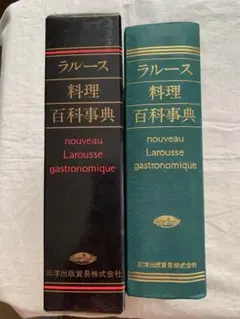 ラルース
料理
百科事典
nouveau
Larousse
gastronomique
三洋出版貿易株式会社
ラルース
料理
百科事典
nouveau
Larousse
gastronomique
三洋出版貿易株式会社